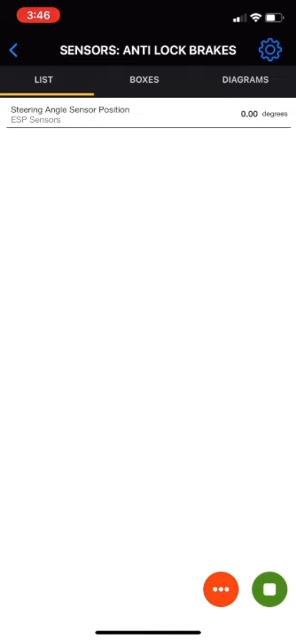 3:46
SENSORS: ANTI LOCK BRAKES
LIST BOXES DIAGRAMS
Steering Angle Sensor Position 0.00 degrees
ESP Sensors